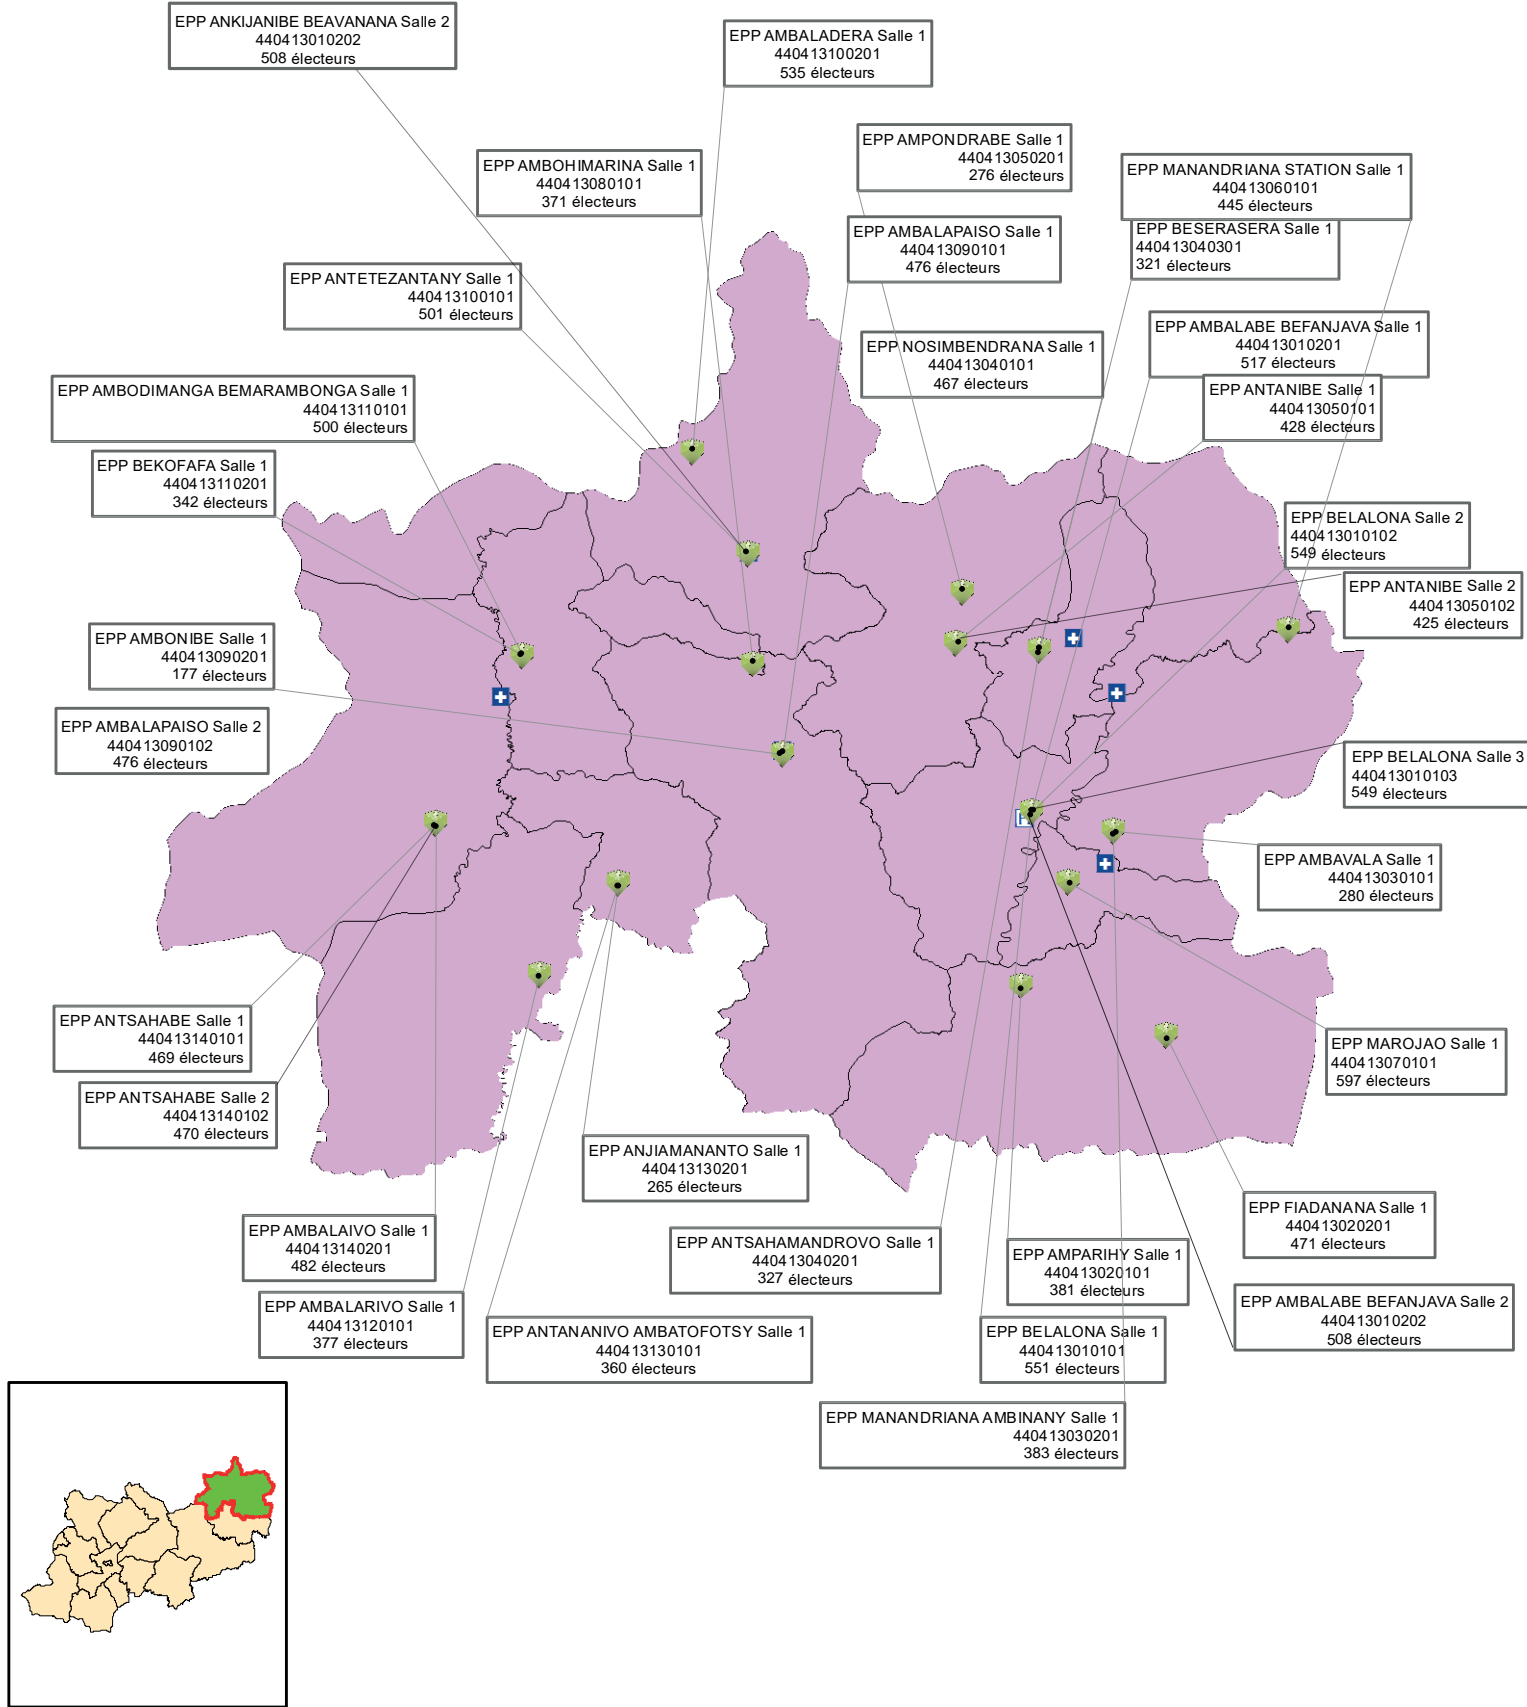 EPP ANKIJANIBE BEAVANANA Salle 2
440413010202
508 électeurs
EPP AMBALADERA Salle 1
440413100201
535 électeurs
EPP AMPONDRABE Salle 1
440413050201
276 électeurs
EPP AMBOHIMARINA Salle 1
440413080101
371 électeurs
EPP MANANDRIANA STATION Salle 1
440413060101
445 électeurs
EPP AMBALAPAISO Salle 1
440413090101
476 électeurs
EPP BESERASERA Salle 1
440413040301
321 électeurs
EPP ANTETEZANTANY Salle 1
440413100101
501 électeurs
EPP NOSIMBENDRANA Salle 1
440413040101
467 électeurs
EPP AMBALABE BEFANJAVA Salle 1
440413010201
517 électeurs
EPP AMBODIMANGA BEMARAMBONGA Salle 1
440413110101
500 électeurs
EPP ANTANIBE Salle 1
440413050101
428 électeurs
EPP BEKOFAFA Salle 1
440413110201
342 électeurs
EPP BELALONA Salle 2
440413010102
549 électeurs
EPP ANTANIBE Salle 2
440413050102
425 électeurs
EPP AMBONIBE Salle 1
440413090201
177 électeurs
EPP AMBALAPAISO Salle 2
440413090102
476 électeurs
EPP BELALONA Salle 3
440413010103
549 électeurs
H
EPP AMBAVALA Salle 1
440413030101
280 électeurs
EPP ANTSAHABE Salle 1
440413140101
469 électeurs
EPP MAROJAO Salle 1
440413070101
597 électeurs
EPP ANTSAHABE Salle 2
440413140102
470 électeurs
EPP ANJIAMANANTO Salle 1
440413130201
265 électeurs
EPP FIADANANA Salle 1
440413020201
471 électeurs
EPP AMBALAIVO Salle 1
440413140201
482 électeurs
EPP ANTSAHAMANDROVO Salle 1
440413040201
327 électeurs
EPP AMPARIHY Salle 1
440413020101
381 électeurs
EPP AMBALARIVO Salle 1
440413120101
377 électeurs
EPP AMBALABE BEFANJAVA Salle 2
440413010202
508 électeurs
EPP ANTANANIVO AMBATOFOTSY Salle 1
440413130101
360 électeurs
EPP BELALONA Salle 1
440413010101
551 électeurs
EPP MANANDRIANA AMBINANY Salle 1
440413030201
383 électeurs